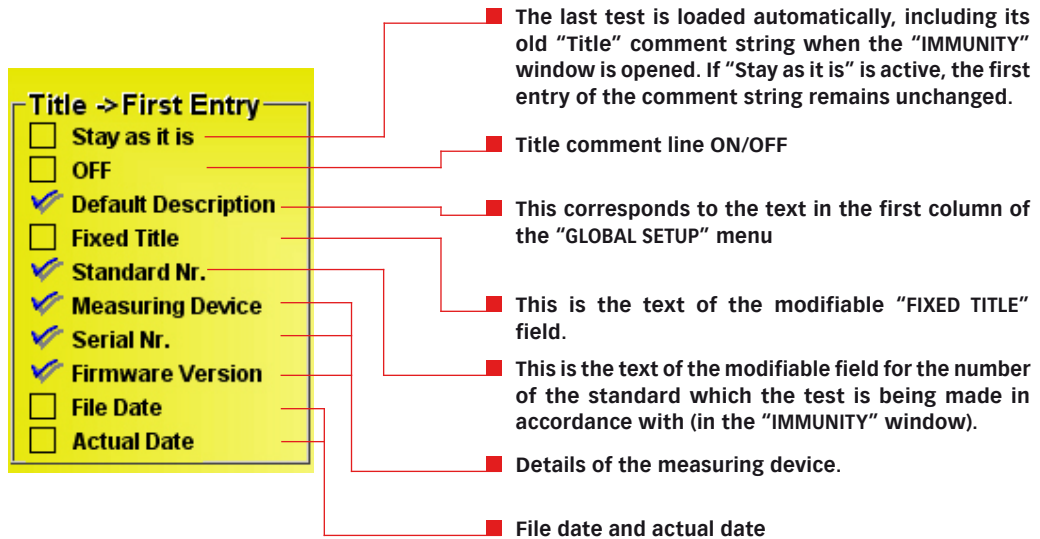 Title ->First Entry
Stay as it is
OFF
Default Description
Fixed Title
Standard Nr.
Measuring Device
Serial Nr.
Firmware Version
File Date
Actual Date
The last test is loaded automatically, including its
old “Title” comment string when the “IMMUNITY”
window is opened. If “Stay as it is” is active, the first
entry of the comment string remains unchanged.
Title comment line ON/OFF
This corresponds to the text in the first column of
the “GLOBAL SETUP” menu
This is the text of the modifiable “FIXED TITLE”
field.
This is the text of the modifiable field for the number
of the standard which the test is being made in
accordance with (in the “IMMUNITY” window).
Details of the measuring device.
File date and actual date